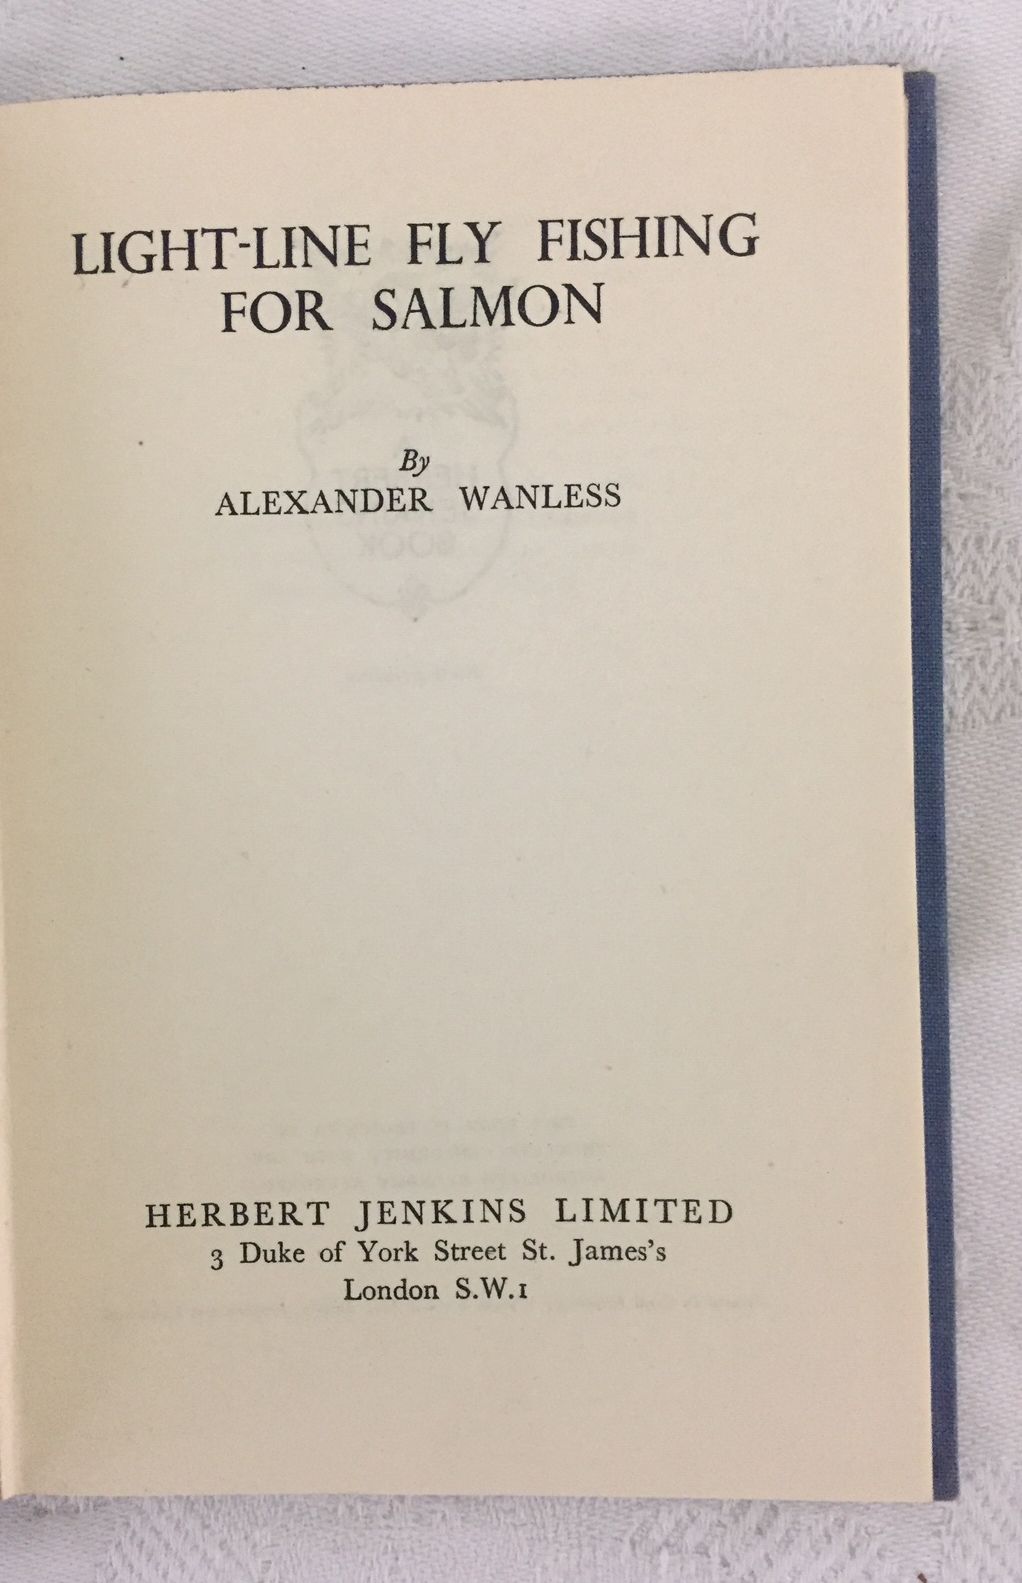 LIGHT-LINE FLY FISHING
FOR SALMON
By
ALEXANDER WANLESS
HERBERT JENKINS LIMITED
3 Duke of York Street St. James's
London S.W.1